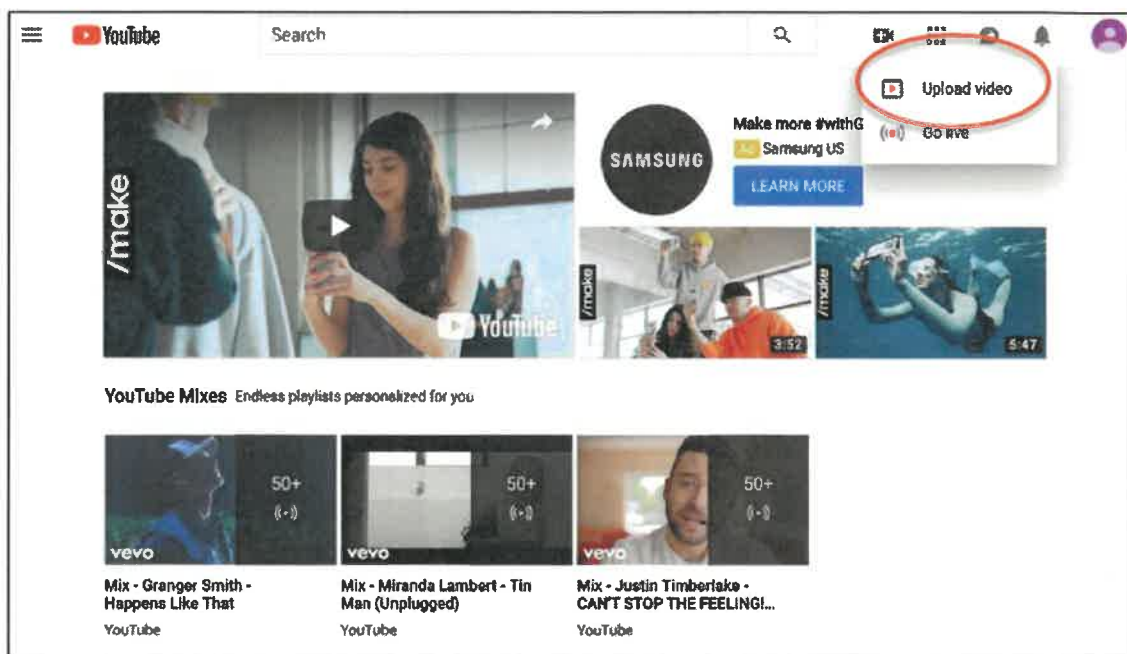 YouTube
Search
Upload video
Go live
/make
YouTube
SAMSUNG
Make more #withG
Ad Samsung US
LEARN MORE
/make
3:52
/make
5:47
YouTube Mixes Endless playlists personalized for you
50+
vevo
50+
vevo
50+
vevo
Mix - Granger Smith -
Happens Like That
YouTube
Mix - Miranda Lambert - Tin
Man (Unplugged)
YouTube
Mix - Justin Timberlake -
CAN'T STOP THE FEELING!...
YouTube